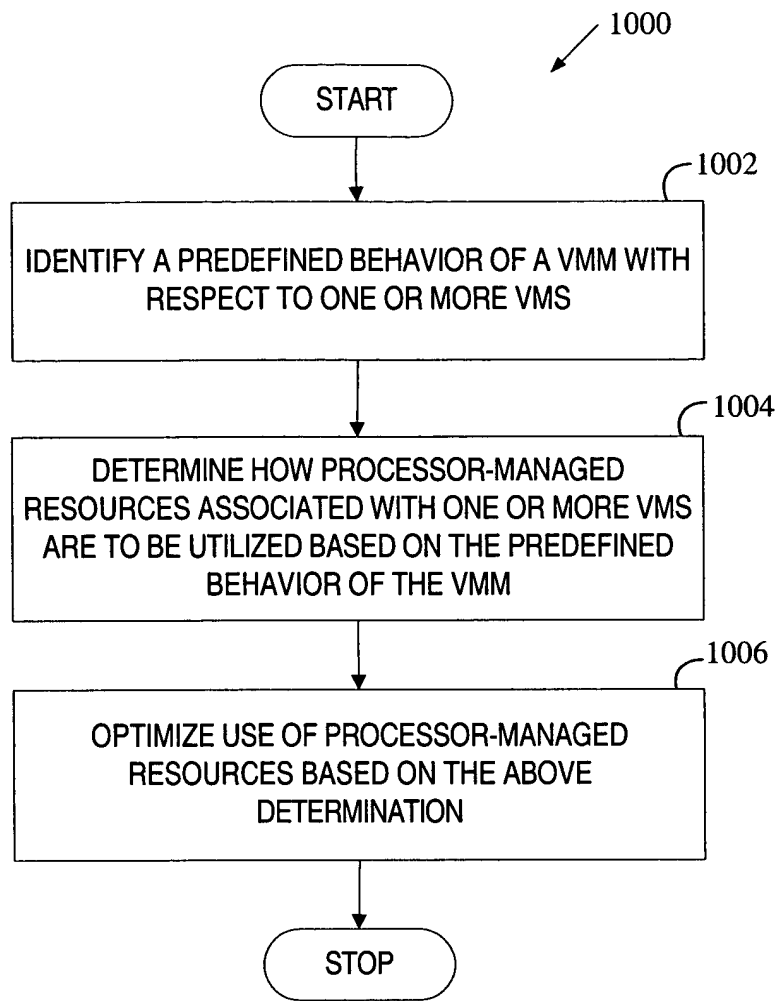 1000
START
1002
IDENTIFY A PREDEFINED BEHAVIOR OF A VMM WITH
RESPECT TO ONE OR MORE VMS
1004
DETERMINE HOW PROCESSOR-MANAGED
RESOURCES ASSOCIATED WITH ONE OR MORE VMS
ARE TO BE UTILIZED BASED ON THE PREDEFINED
BEHAVIOR OF THE VMM
1006
OPTIMIZE USE OF PROCESSOR-MANAGED
RESOURCES BASED ON THE ABOVE
DETERMINATION
STOP